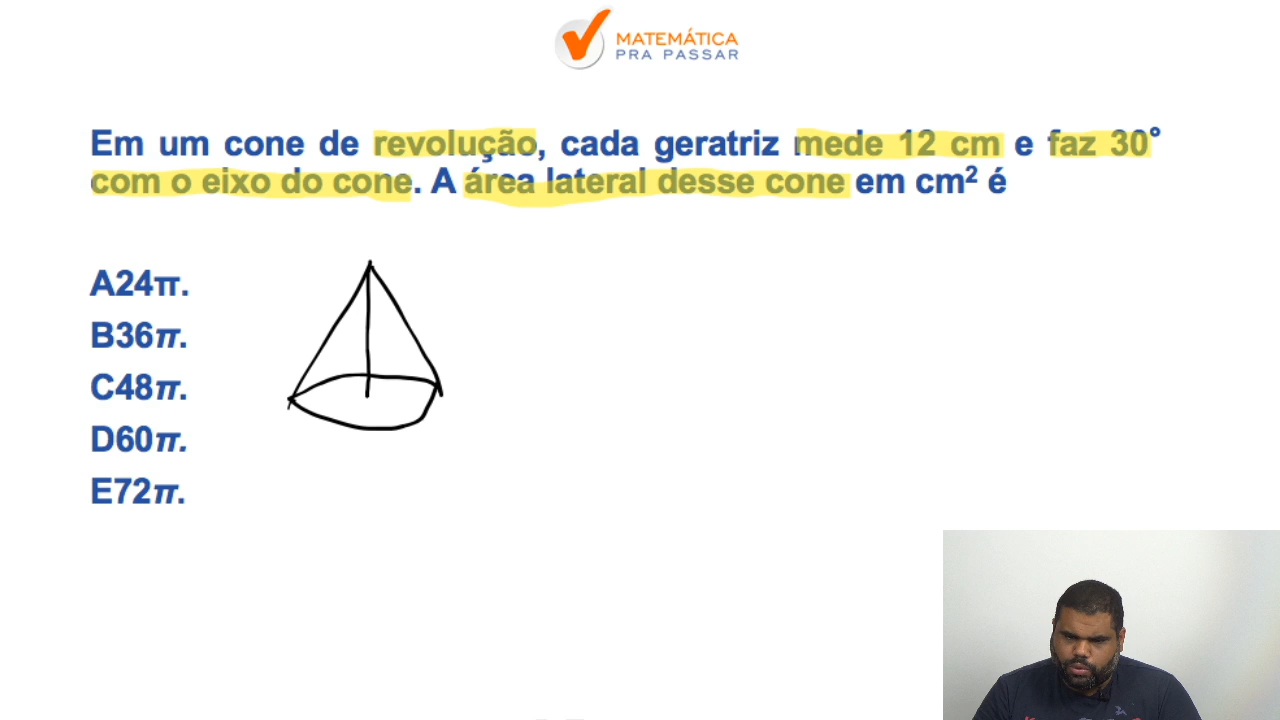 MATEMÁTICA
PRA PASSAR
Em um cone de revolução, cada geratriz mede 12 cm e faz 30°
com o eixo do cone. A área lateral desse cone em cm² é
A24π.
B36π.
C48π.
D60π.
E72π.